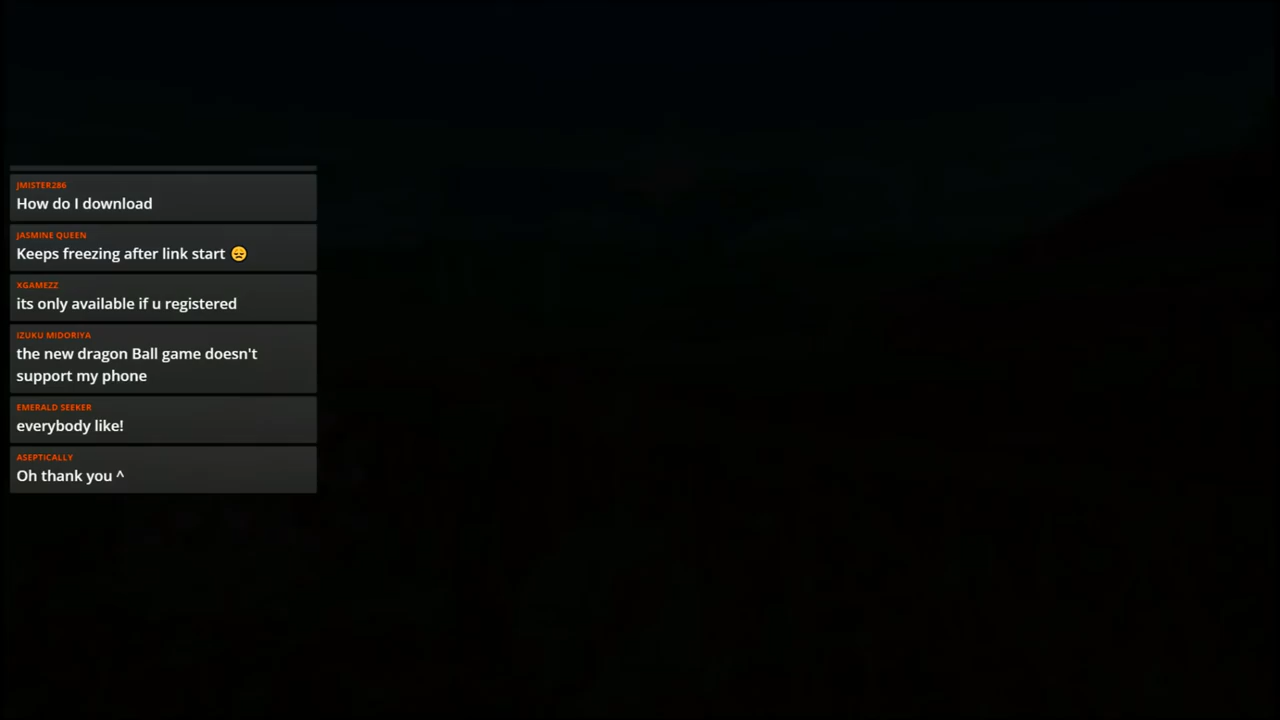 JMISTER286
How do I download
JASMINE QUEEN
Keeps freezing after link start 😔
XGAMEZZ
its only available if u registered
IZUKU MIDORIYA
the new dragon Ball game doesn't
support my phone
EMERALD SEEKER
everybody like!
ASEPTICALLY
Oh thank you ^